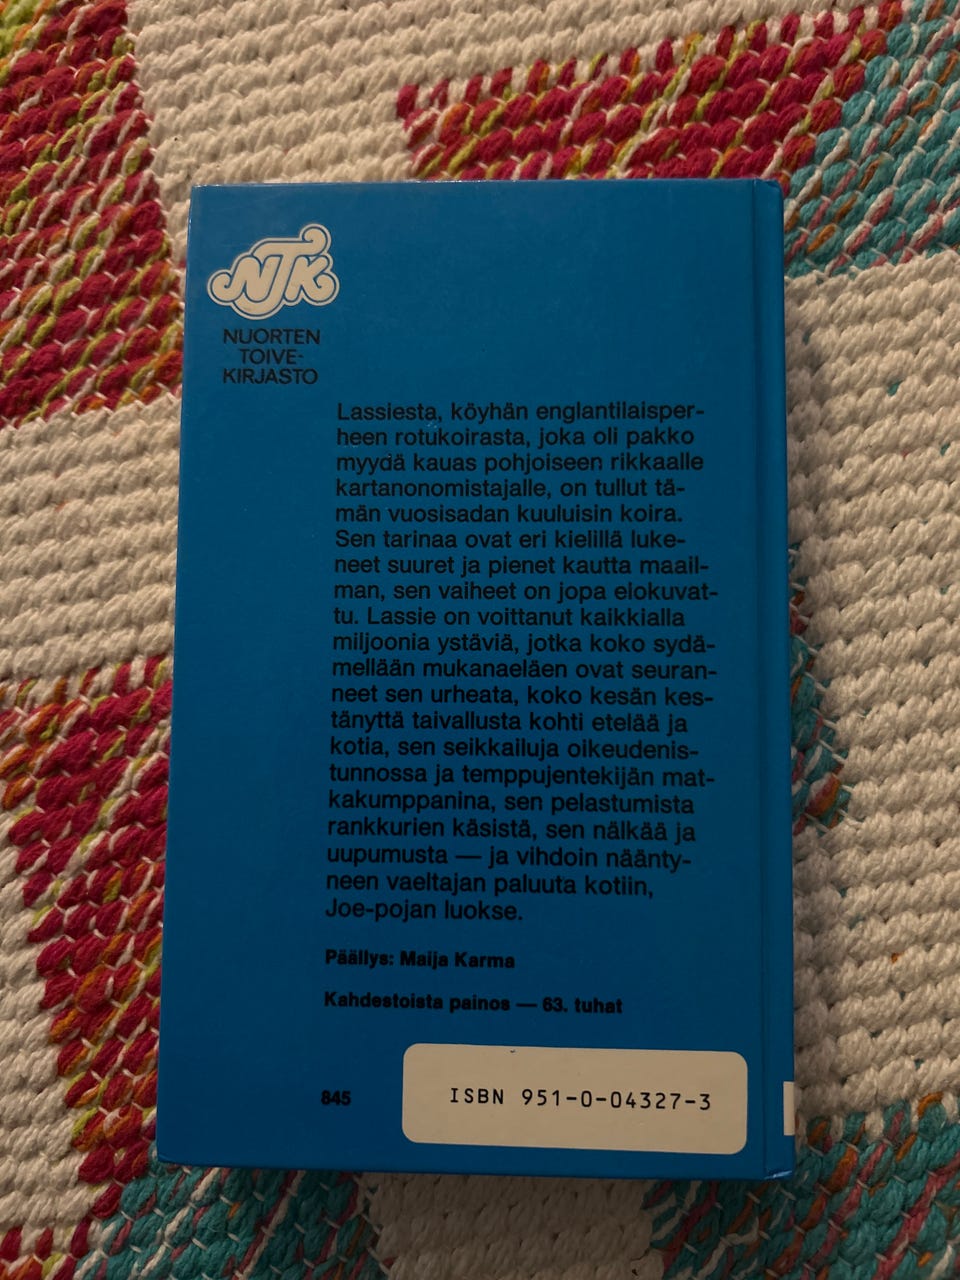 NTK
NUORTEN
TOIVE-
KIRJASTO
Lassiesta, köyhän englantilaisper-
heen rotukoirasta, joka oli pakko
myydä kauas pohjoiseen rikkaalle
kartanonomistajalle, on tullut tä-
män vuosisadan kuuluisin koira.
Sen tarinaa ovat eri kielillä luke-
neet suuret ja pienet kautta maail-
man, sen vaiheet on jopa elokuvat-
tu. Lassie on voittanut kaikkialla
miljoonia ystäviä, jotka koko sydä-
mellään mukanaeläen ovat seuran-
neet sen urheata, koko kesän kes-
tänyttä taivallusta kohti etelää ja
kotia, sen seikkailuja oikeudenis-
tunnossa ja temppujentekijän mat-
kakumppanina, sen pelastumista
rankkurien käsistä, sen nälkää ja
uupumusta — ja vihdoin nääntty-
neen vaeltajan paluuta kotiin,
Joe-pojan luokse.
Päällys: Maija Karma
Kahdestoista painos — 63. tuhat
845
ISBN 951-0-04327-3